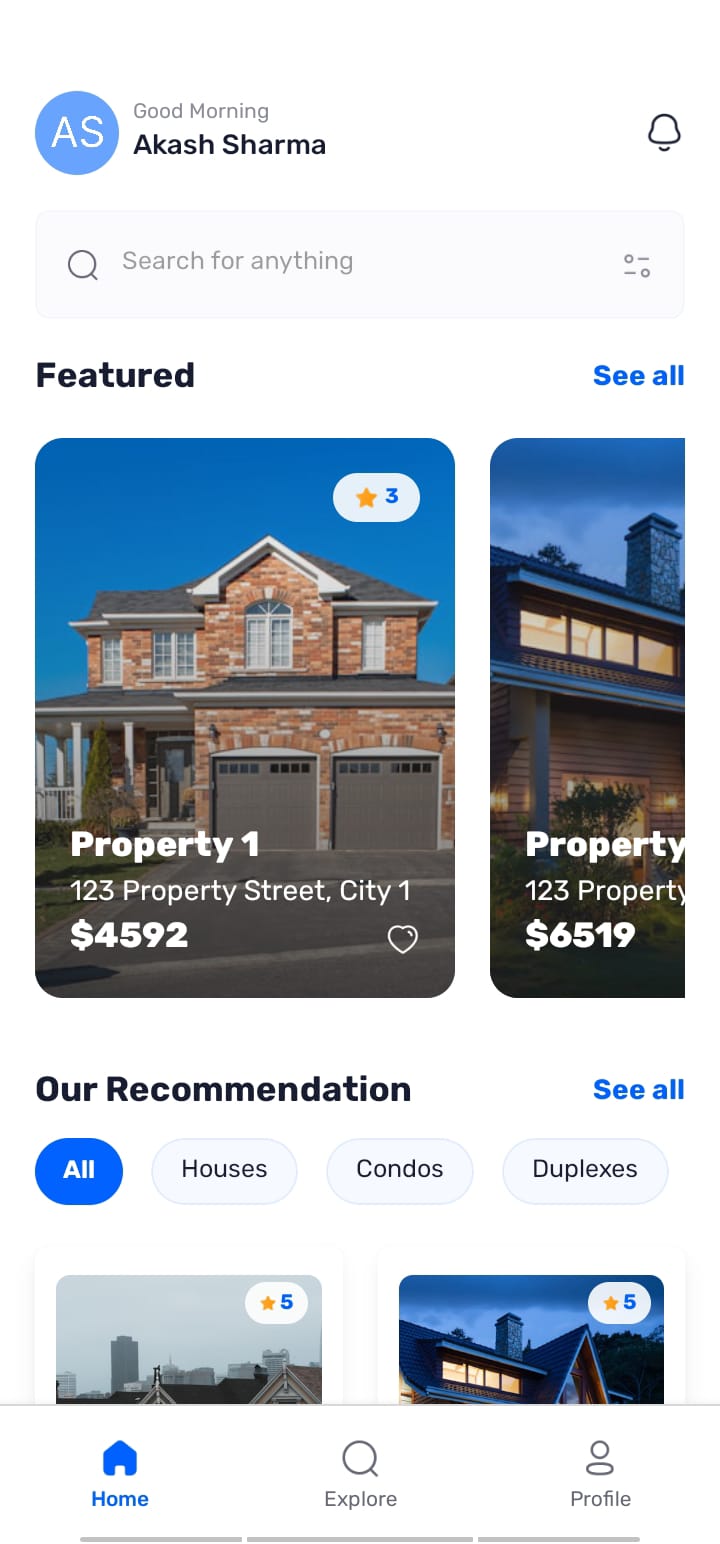 AS
Good Morning
Akash Sharma
Search for anything
Featured
See all
3
Property 1
123 Property Street, City 1
$4592
Property
123 Property
$6519
Our Recommendation
See all
All
Houses
Condos
Duplexes
5
5
Home
Explore
Profile